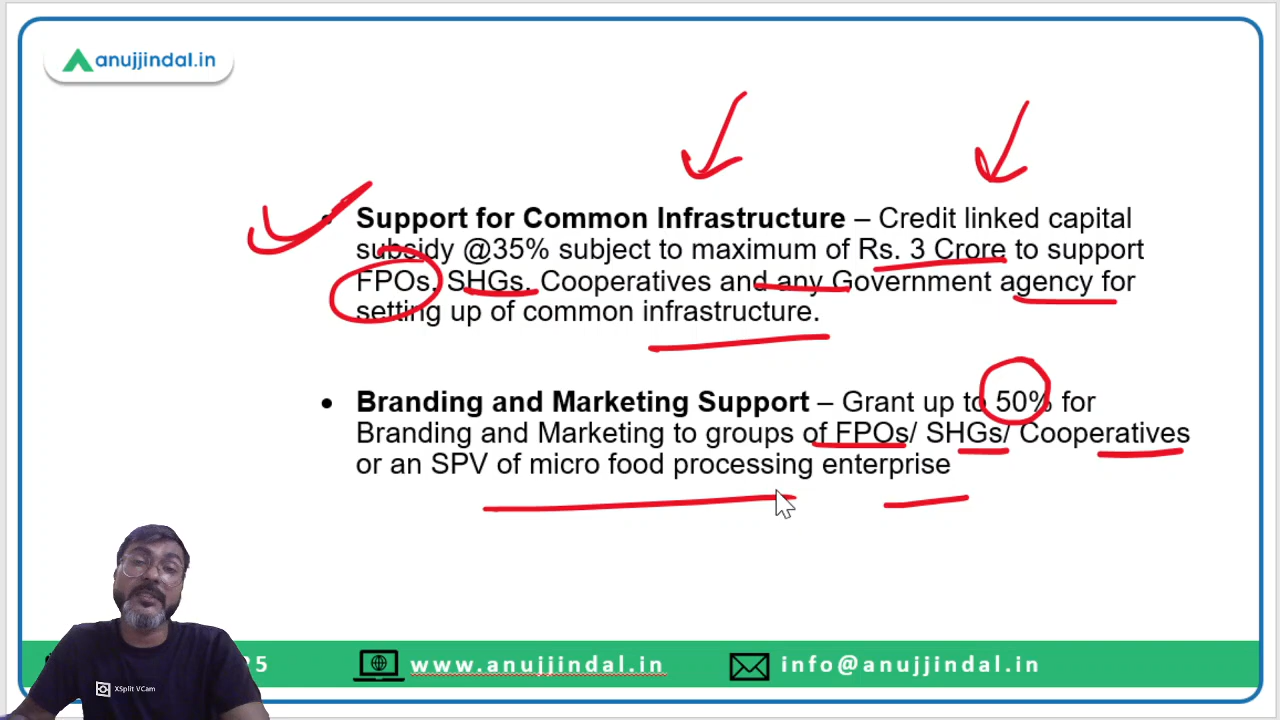 anujjindal.in
Support for Common Infrastructure – Credit linked capital
subsidy @35% subject to maximum of Rs. 3 Crore to support
FPOs, SHGs, Cooperatives and any Government agency for
setting up of common infrastructure.
Branding and Marketing Support – Grant up to 50% for
Branding and Marketing to groups of FPOs/ SHGs/ Cooperatives
or an SPV of micro food processing enterprise
25 www.anujjindal.in info@anujjindal.in
XSplit VCam